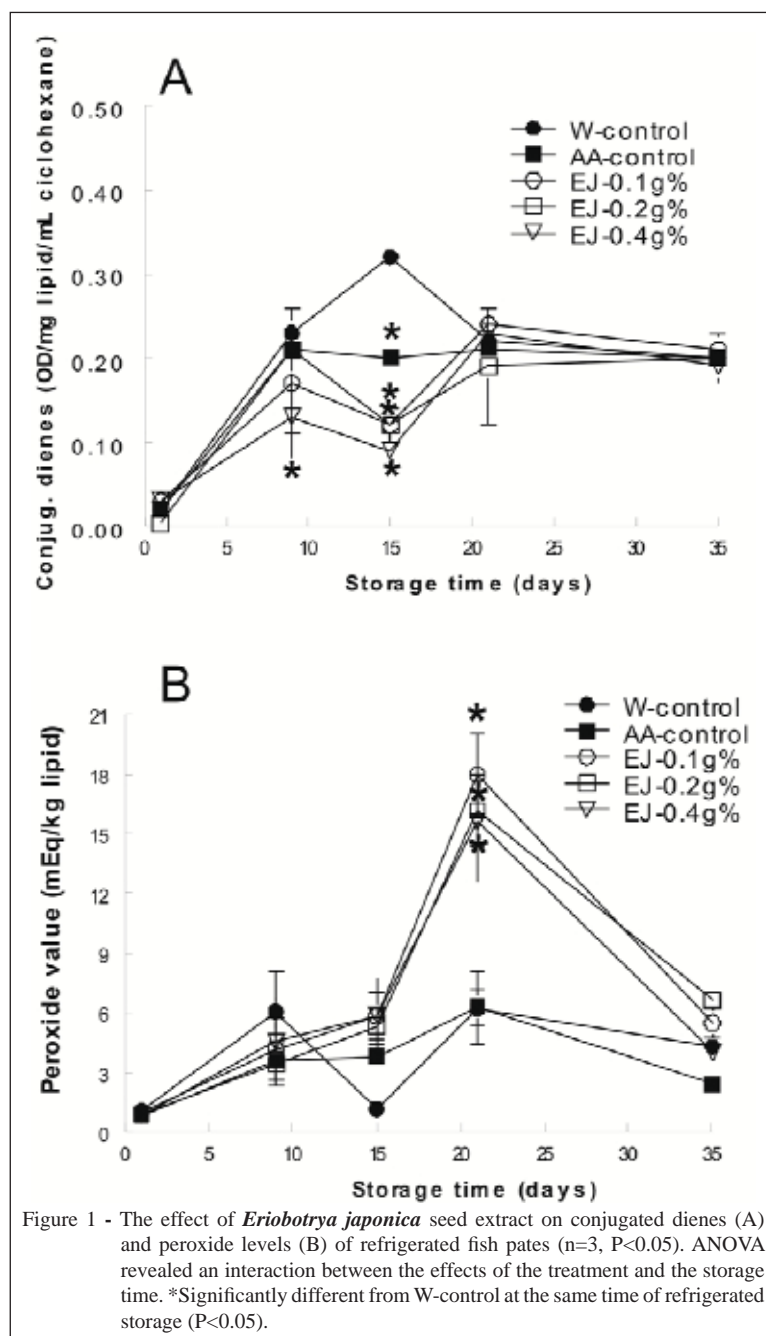 A
Conjug. dienes (OD/mg lipid/mL ciclohexane)
0.50
0.40
0.30
0.20
0.10
0.00
W-control
AA-control
EJ-0.1g%
EJ-0.2g%
EJ-0.4g%
*
*
*
*
*
0 5 10 15 20 25 30 35
Storage time (days)
B
Peroxide value (mEq/kg lipid)
21
18
15
12
9
6
3
0
W-control
AA-control
EJ-0.1g%
EJ-0.2g%
EJ-0.4g%
*
*
*
0 5 10 15 20 25 30 35
Storage time (days)
Figure 1 - The effect of Eriobotrya japonica seed extract on conjugated dienes (A)
and peroxide levels (B) of refrigerated fish pates (n=3, P<0.05). ANOVA
revealed an interaction between the effects of the treatment and the storage
time. *Significantly different from W-control at the same time of refrigerated
storage (P<0.05).